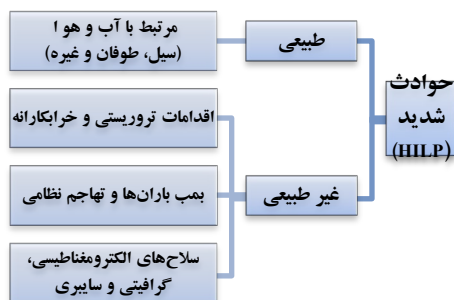 حوادث
شدید
(HILP)
طبیعی
مرتبط با آب و هو ا
(سیل، طوفان و غیره)
غیر طبیعی
اقدامات تروریستی و خرابکارانه
بمب باران‌ها و تهاجم نظامی
سلاح‌های الکترومغناطیسی،
گرافیتی و سایبری